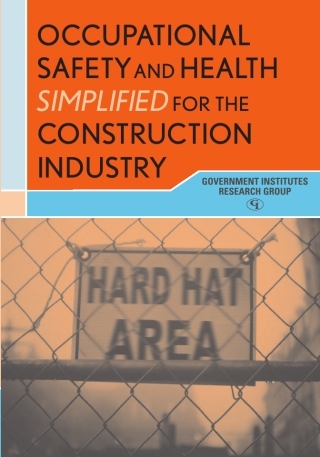 OCCUPATIONAL
SAFETY AND HEALTH
SIMPLIFIED FOR THE
CONSTRUCTION
INDUSTRY
GOVERNMENT INSTITUTES
RESEARCH GROUP
HARD HAT
AREA